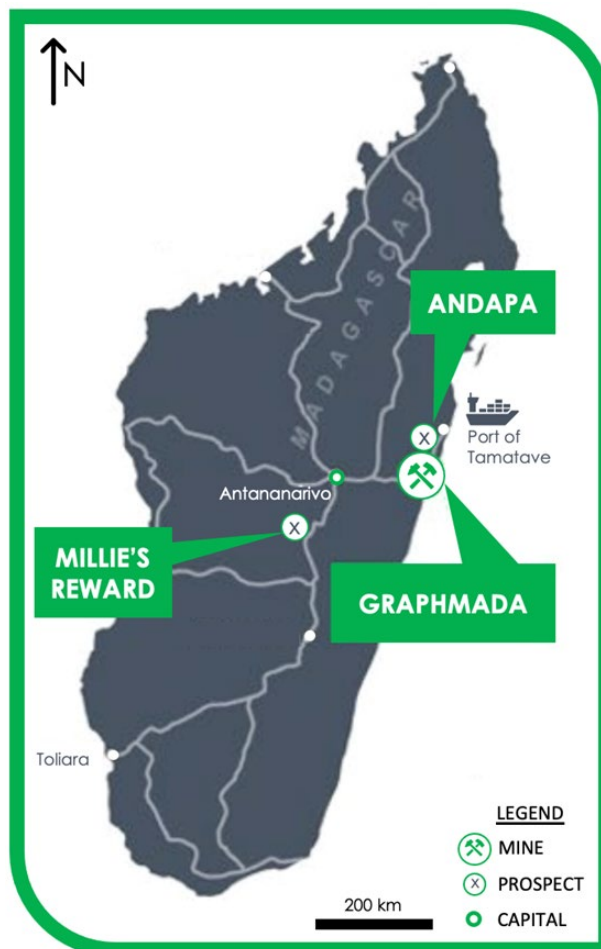 N
MADAGASCAR
ANDAPA
Port of
Tamatave
Antananarivo
X
X
MILLIE'S
REWARD
GRAPHMADA
Toliara
LEGEND
MINE
X PROSPECT
CAPITAL
200 km